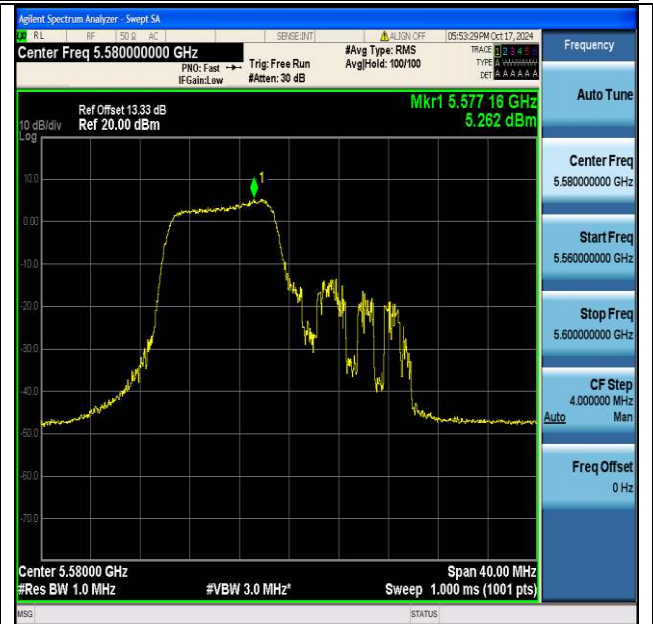 Agilent Spectrum Analyzer - Swept SA
RL RF 50 Ω AC SENSE:INT ALIGN OFF 05:53:29PM Oct 17, 2024
Center Freq 5.580000000 GHz
PNO: Fast
IFGain:Low
Trig: Free Run
#Atten: 30 dB
#Avg Type: RMS
Avg|Hold: 100/100
TRACE 1 2 3 4 5 6
TYPE A
DET A A A A A A
Frequency
Ref Offset 13.33 dB
10 dB/div Ref 20.00 dBm
Log
Mkr1 5.577 16 GHz
5.262 dBm
1
10.0
0.00
-10.0
-20.0
-30.0
-40.0
-50.0
-60.0
-70.0
Center 5.58000 GHz
#Res BW 1.0 MHz
#VBW 3.0 MHz*
Span 40.00 MHz
Sweep 1.000 ms (1001 pts)
Auto Tune
Center Freq
5.580000000 GHz
Start Freq
5.560000000 GHz
Stop Freq
5.600000000 GHz
CF Step
4.000000 MHz
Auto Man
Freq Offset
0 Hz
MSG
STATUS